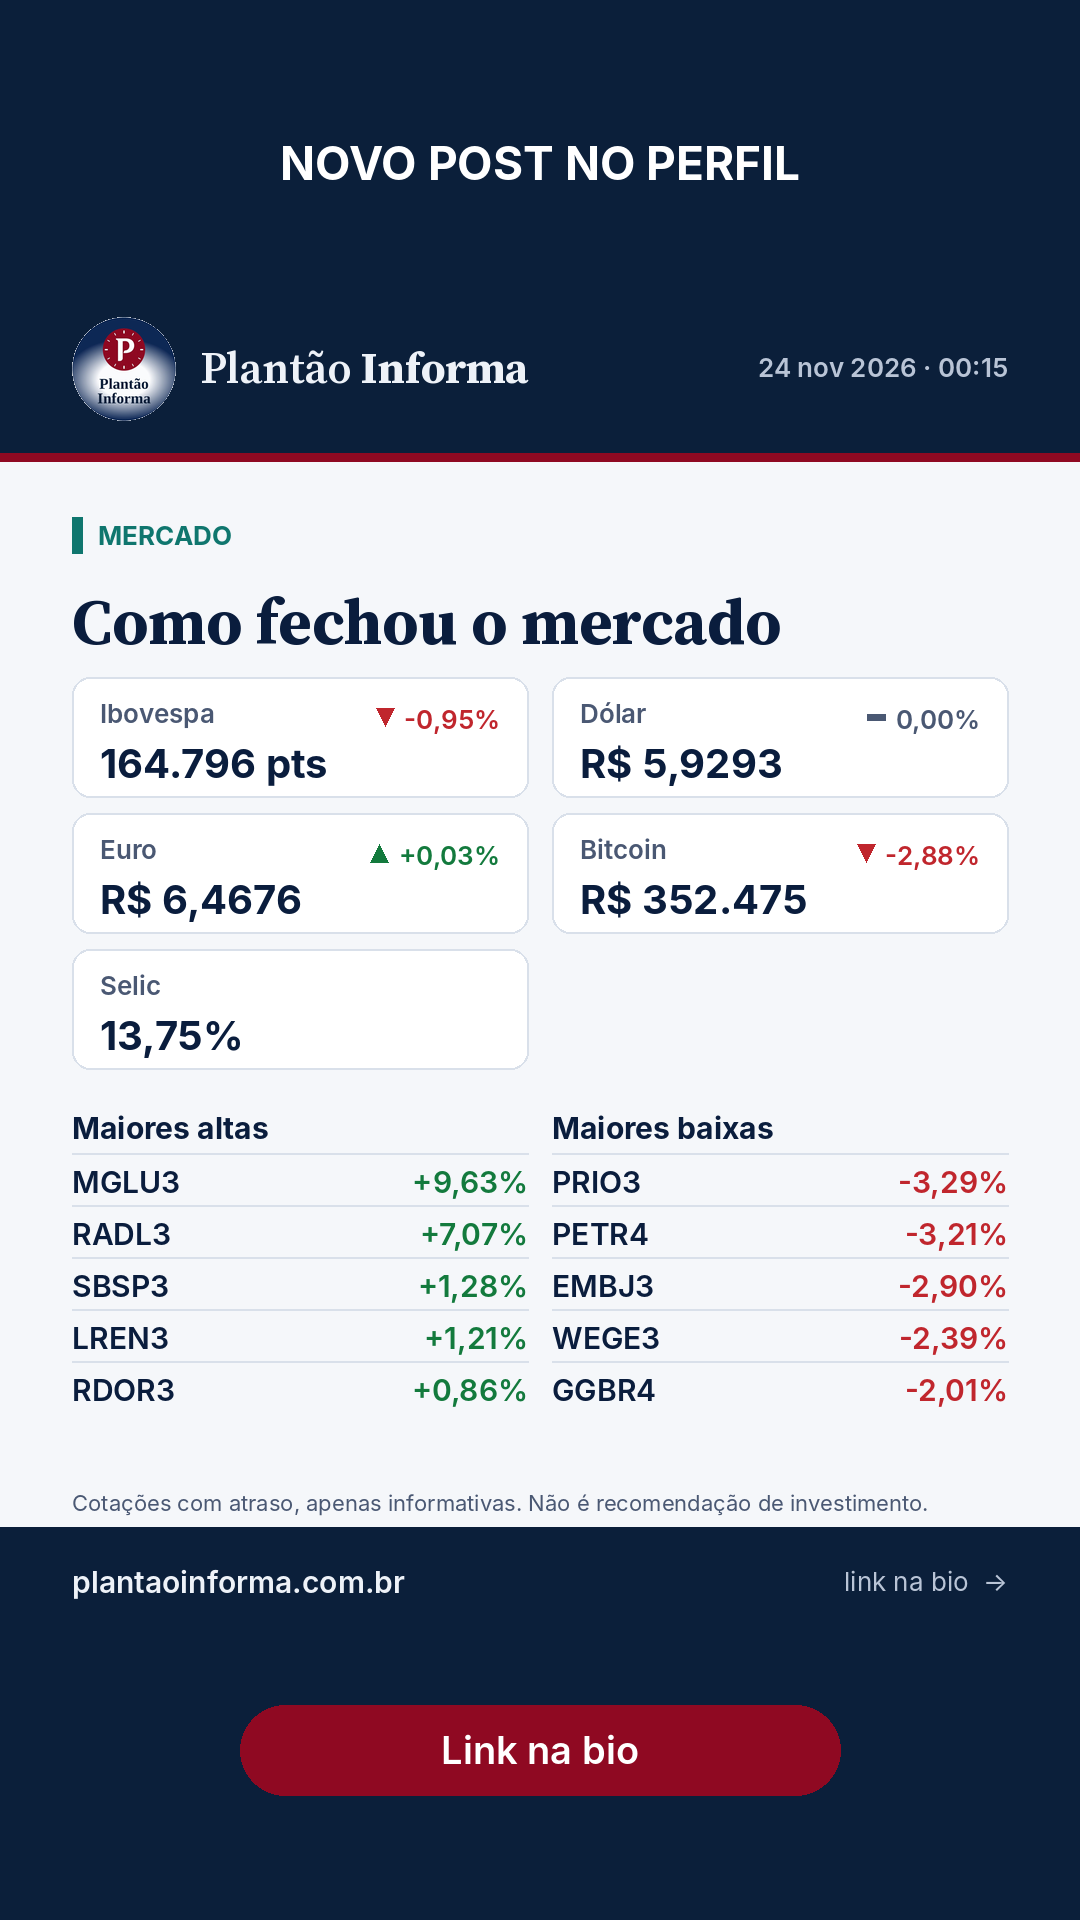 NOVO POST NO PERFIL
P
Plantão
Informa
Plantão Informa
24 nov 2026 · 00:15
MERCADO
Como fechou o mercado
Ibovespa ▼ -0,95%
164.796 pts
Dólar 0,00%
R$ 5,9293
Euro ▲ +0,03%
R$ 6,4676
Bitcoin ▼ -2,88%
R$ 352.475
Selic
13,75%
Maiores altas
MGLU3 +9,63%
RADL3 +7,07%
SBSP3 +1,28%
LREN3 +1,21%
RDOR3 +0,86%
Maiores baixas
PRIO3 -3,29%
PETR4 -3,21%
EMBJ3 -2,90%
WEGE3 -2,39%
GGBR4 -2,01%
Cotações com atraso, apenas informativas. Não é recomendação de investimento.
plantaoinforma.com.br
link na bio →
Link na bio